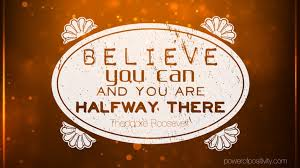 BELIEVE
you CAN
AND YOU ARE
HALFWAY THERE
Theodore Roosevelt
powerofpositivity.com